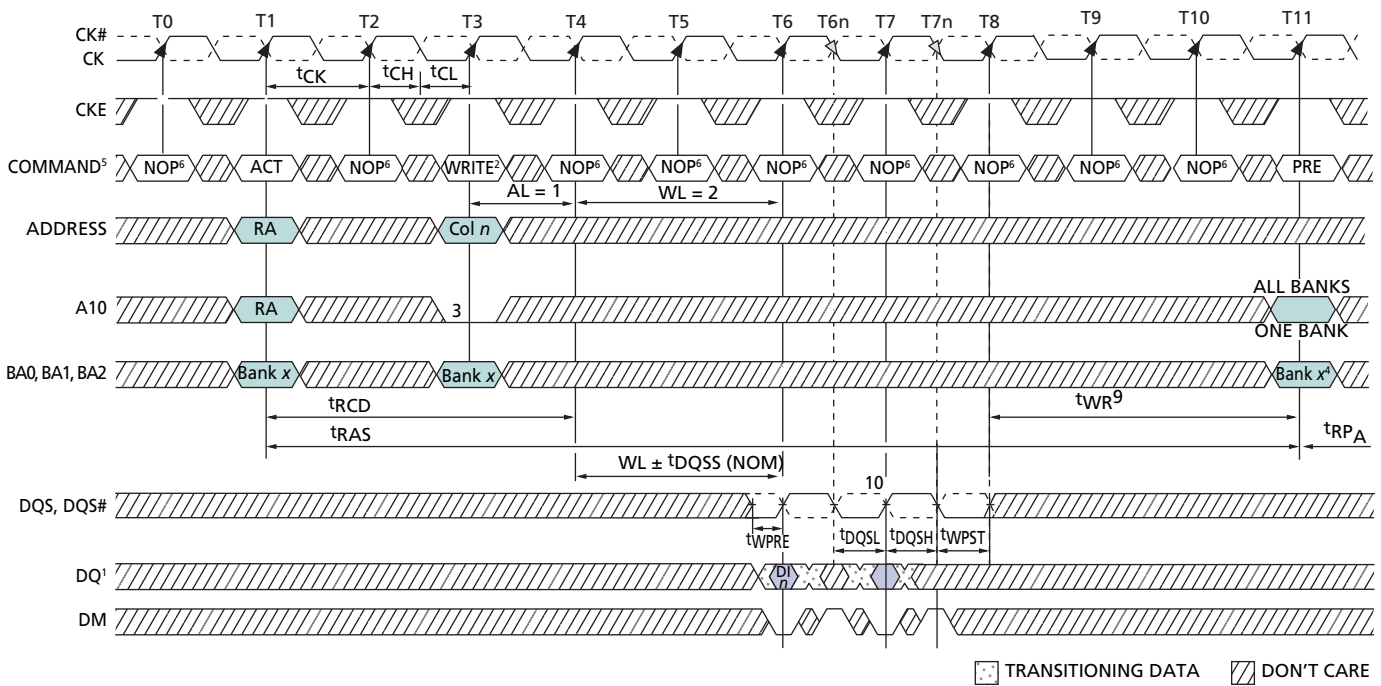 T0 T1 T2 T3 T4 T5 T6 T6n T7 T7n T8 T9 T10 T11
CK#
CK
tCK tCH tCL
CKE
COMMAND5 NOP6 ACT NOP6 WRITE2 NOP6 NOP6 NOP6 NOP6 NOP6 NOP6 NOP6 PRE
AL = 1 WL = 2
ADDRESS RA Col n
ALL BANKS
A10 RA 3
ONE BANK
BA0, BA1, BA2 Bank x Bank x Bank x4
tRCD tWR9
tRAS tRPA
WL ± tDQSS (NOM)
10
DQS, DQS#
tWPRE tDQSL tDQSH tWPST
DQ1 DI n
DM
TRANSITIONING DATA DON'T CARE